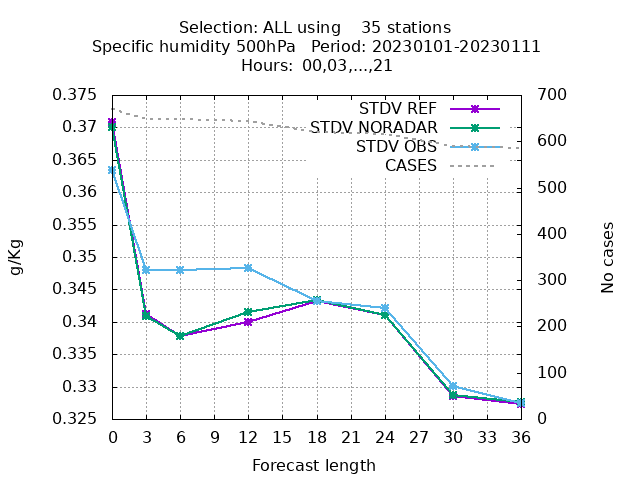 Selection: ALL using    35 stations
Specific humidity 500hPa   Period: 20230101-20230111
Hours: 00,03,...,21
STDV REF
STDV NORADAR
STDV OBS
CASES
0.375
0.37
0.365
0.36
0.355
0.35
0.345
0.34
0.335
0.33
0.325
g/Kg
700
600
500
400
300
200
100
0
No cases
0 3 6 9 12 15 18 21 24 27 30 33 36
Forecast length